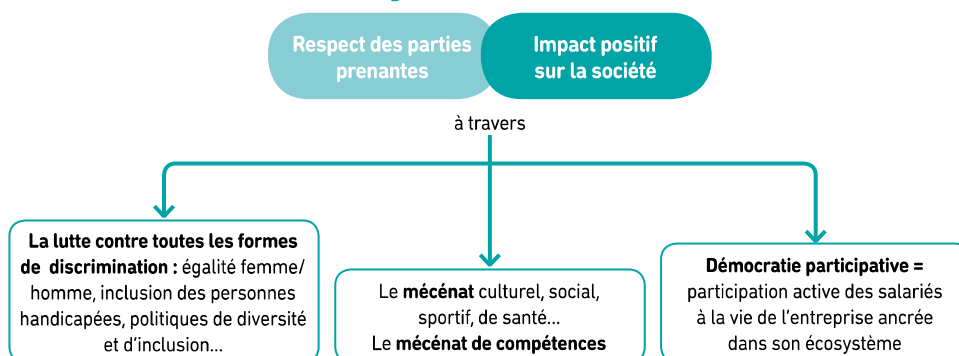 Respect des parties
prenantes
Impact positif
sur la société
à travers
La lutte contre toutes les formes
de discrimination : égalité femme/
homme, inclusion des personnes
handicapées, politiques de diversité
et d'inclusion...
Le mécénat culturel, social,
sportif, de santé...
Le mécénat de compétences
Démocratie participative =
participation active des salariés
à la vie de l'entreprise ancrée
dans son écosystème